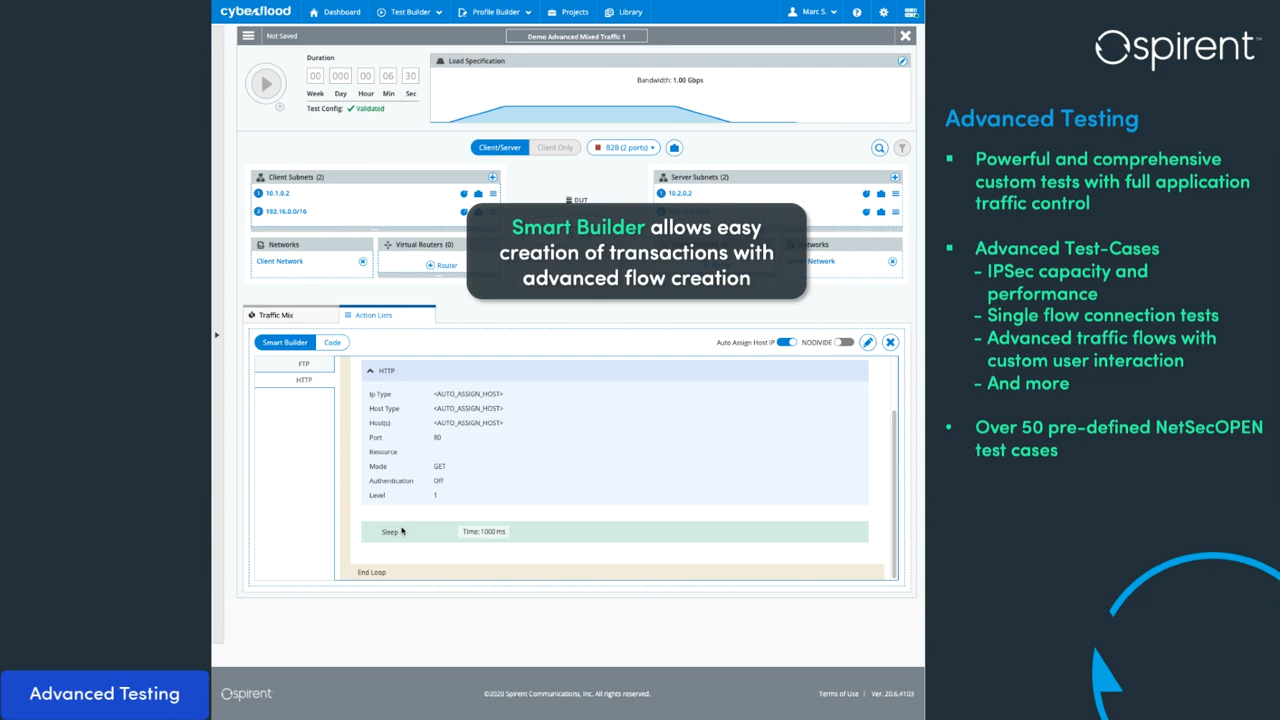 cyberflood
Dashboard
Test Builder
Profile Builder
Projects
Library
Marc S.
Not Saved
Demo Advanced Mixed Traffic 1
Duration
00 000 00 06 30
Week Day Hour Min Sec
Test Config: ✓ Validated
Load Specification
Bandwidth: 1.00 Gbps
Client/Server
Client Only
B2B (2 ports)
Client Subnets (2)
1 10.1.0.2
2 192.16.0.0/16
DUT
Server Subnets (2)
10.2.0.2
Networks
Client Network
Virtual Routers (0)
Router
Smart Builder allows easy
creation of transactions with
advanced flow creation
Traffic Mix
Action Lists
Smart Builder
Code
Auto Assign Host IP
NODIVIDE
FTP
HTTP
HTTP
Ip Type <AUTO_ASSIGN_HOST>
Host Type <AUTO_ASSIGN_HOST>
Host(s) <AUTO_ASSIGN_HOST>
Port 80
Resource
Mode GET
Authentication Off
Level 1
Sleep Time: 1000 ms
End Loop
spirent
©2020 Spirent Communications, Inc. All rights reserved.
Terms of Use | Ver. 20.6.4103
Advanced Testing
spirent™
Advanced Testing
▪ Powerful and comprehensive
custom tests with full application
traffic control
▪ Advanced Test-Cases
- IPSec capacity and
performance
- Single flow connection tests
- Advanced traffic flows with
custom user interaction
- And more
• Over 50 pre-defined NetSecOPEN
test cases